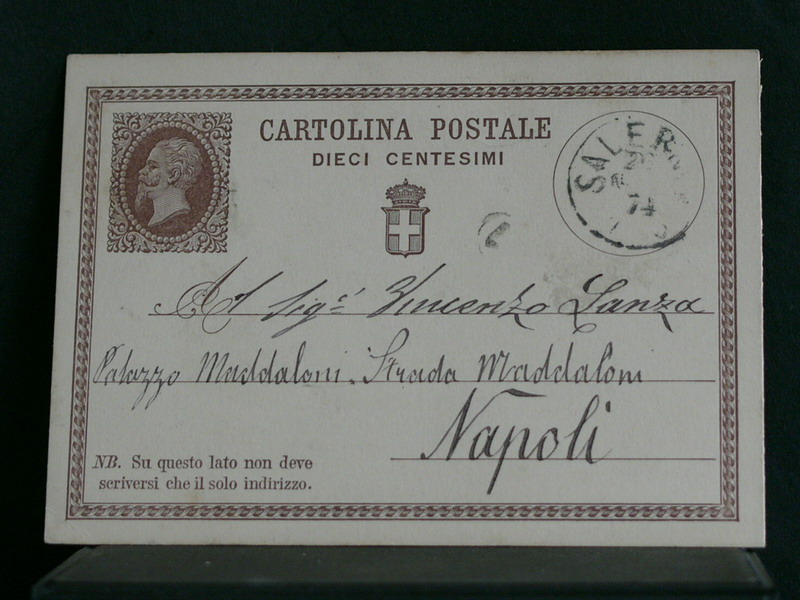 CARTOLINA POSTALE
DIECI CENTESIMI
SALER
74
Al Sigr Vincenzo Lanza
Palazzo Maddaloni. Strada Maddaloni
Napoli
NB. Su questo lato non deve
scriversi che il solo indirizzo.